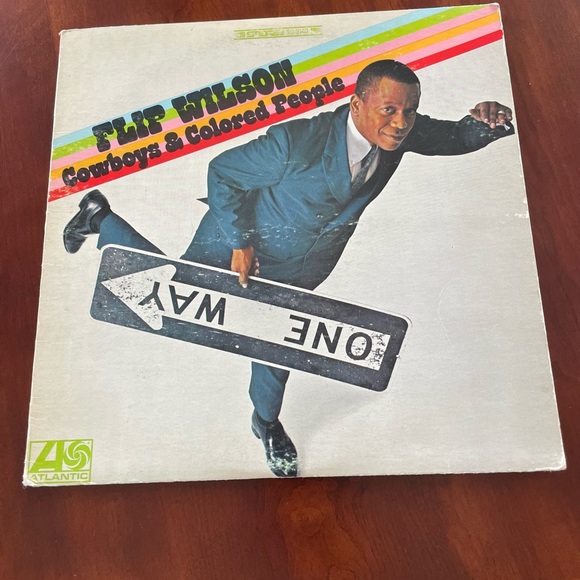 FLIP WILSON
Cowboys & Colored People
ONE WAY
ATLANTIC